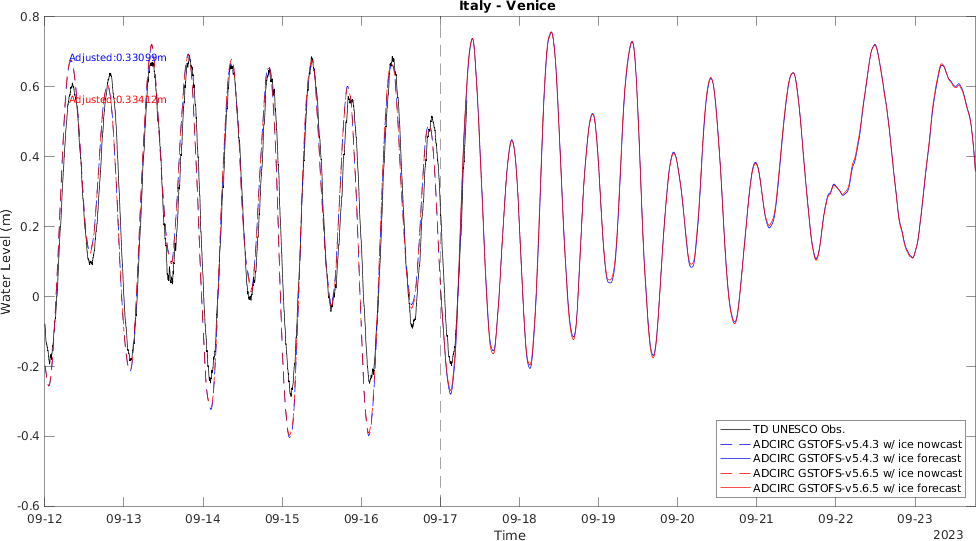 Italy - Venice
0.8
0.6
0.4
0.2
0
-0.2
-0.4
-0.6
Water Level (m)
Adjusted:0.33099m
Adjusted:0.33412m
TD UNESCO Obs.
ADCIRC GSTOFS-v5.4.3 w/ ice nowcast
ADCIRC GSTOFS-v5.4.3 w/ ice forecast
ADCIRC GSTOFS-v5.6.5 w/ ice nowcast
ADCIRC GSTOFS-v5.6.5 w/ ice forecast
09-12 09-13 09-14 09-15 09-16 09-17 09-18 09-19 09-20 09-21 09-22 09-23
Time
2023